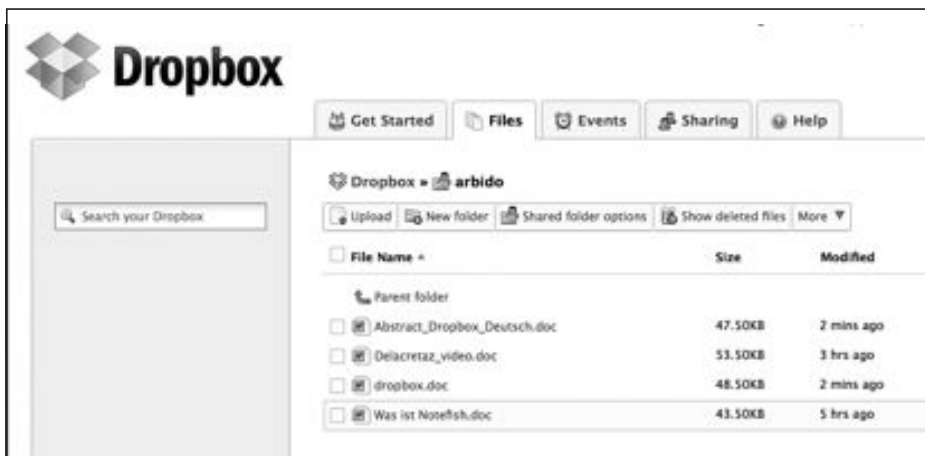 Dropbox
Get Started Files Events Sharing Help
Dropbox » arbido
Search your Dropbox
Upload New folder Shared folder options Show deleted files More ▼
File Name Size Modified
Parent folder
Abstract_Dropbox_Deutsch.doc 47.50KB 2 mins ago
Delacretaz_video.doc 53.50KB 3 hrs ago
dropbox.doc 48.50KB 2 mins ago
Was ist Notefish.doc 43.50KB 5 hrs ago